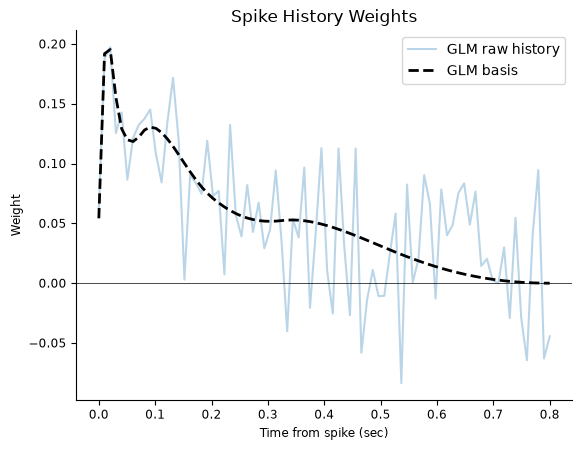 Spike History Weights
GLM raw history
GLM basis
0.20
0.15
0.10
0.05
0.00
−0.05
Weight
0.0 0.1 0.2 0.3 0.4 0.5 0.6 0.7 0.8
Time from spike (sec)